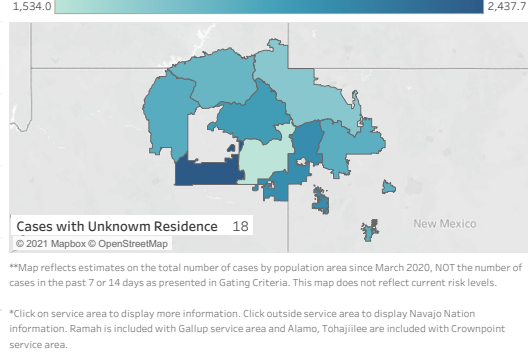 1,534.0 2,437.7
New Mexico
Cases with Unknowm Residence 18
© 2021 Mapbox © OpenStreetMap
**Map reflects estimates on the total number of cases by population area since March 2020, NOT the number of
cases in the past 7 or 14 days as presented in Gating Criteria. This map does not reflect current risk levels.
*Click on service area to display more information. Click outside service area to display Navajo Nation
information. Ramah is included with Gallup service area and Alamo, Tohajiilee are included with Crownpoint
service area.